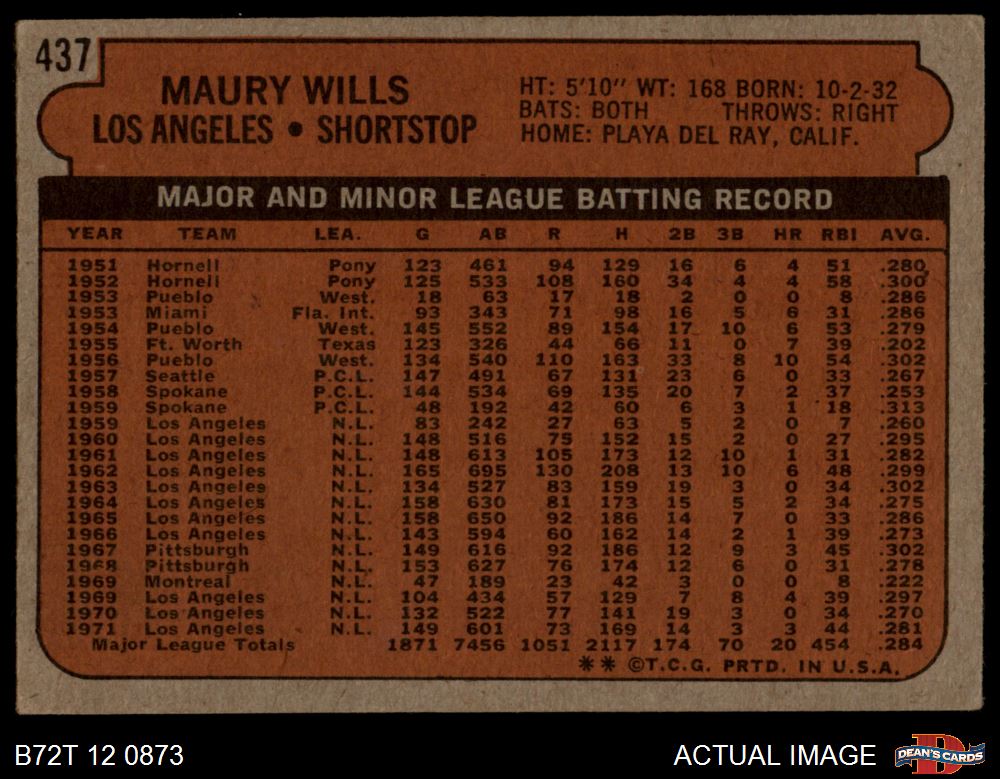 437
MAURY WILLS
LOS ANGELES • SHORTSTOP
HT: 5'10" WT: 168 BORN: 10-2-32
BATS: BOTH THROWS: RIGHT
HOME: PLAYA DEL RAY, CALIF.
MAJOR AND MINOR LEAGUE BATTING RECORD
YEAR TEAM LEA. G AB R H 2B 3B HR RBI AVG.
1951 Hornell Pony 123 461 94 129 16 6 4 51 .280
1952 Hornell Pony 125 533 108 160 34 4 4 58 .300
1953 Pueblo West. 18 63 17 18 2 0 0 8 .286
1953 Miami Fla. Int. 93 343 71 98 16 5 6 31 .286
1954 Pueblo West. 145 552 89 154 17 10 6 53 .279
1955 Ft. Worth Texas 123 326 44 66 11 0 7 39 .202
1956 Pueblo West. 134 540 110 163 33 8 10 54 .302
1957 Seattle P.C.L. 147 491 67 131 23 6 0 33 .267
1958 Spokane P.C.L. 144 534 69 135 20 7 2 37 .253
1959 Spokane P.C.L. 48 192 42 60 6 3 1 18 .313
1959 Los Angeles N.L. 83 242 27 63 5 2 0 7 .260
1960 Los Angeles N.L. 148 516 75 152 15 2 0 27 .295
1961 Los Angeles N.L. 148 613 105 173 12 10 1 31 .282
1962 Los Angeles N.L. 165 695 130 208 13 10 6 48 .299
1963 Los Angeles N.L. 134 527 83 159 19 3 0 34 .302
1964 Los Angeles N.L. 158 630 81 173 15 5 2 34 .275
1965 Los Angeles N.L. 158 650 92 186 14 7 0 33 .286
1966 Los Angeles N.L. 143 594 60 162 14 2 1 39 .273
1967 Pittsburgh N.L. 149 616 92 186 12 9 3 45 .302
1968 Pittsburgh N.L. 153 627 76 174 12 6 0 31 .278
1969 Montreal N.L. 47 189 23 42 3 0 0 8 .222
1969 Los Angeles N.L. 104 434 57 129 7 8 4 39 .297
1970 Los Angeles N.L. 132 522 77 141 19 3 0 34 .270
1971 Los Angeles N.L. 149 601 73 169 14 3 3 44 .281
Major League Totals 1871 7456 1051 2117 174 70 20 454 .284
** ©T.C.G. PRTD. IN U.S.A.
B72T 12 0873
ACTUAL IMAGE
D
DEAN'S CARDS